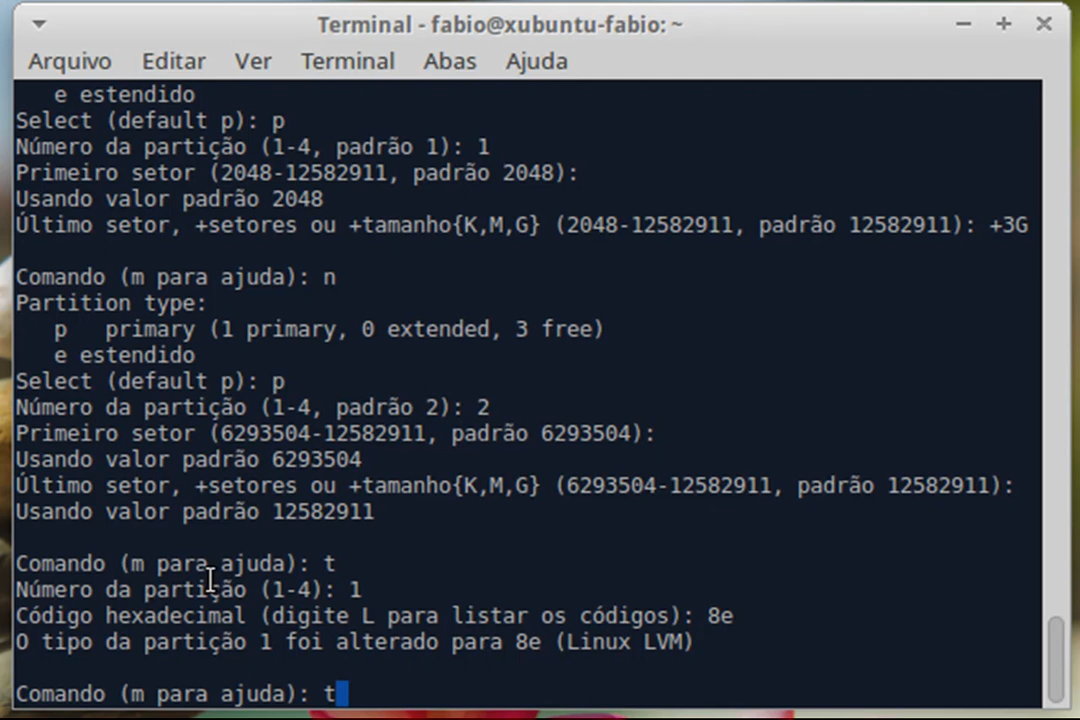 Terminal - fabio@xubuntu-fabio: ~
Arquivo Editar Ver Terminal Abas Ajuda
e estendido
Select (default p): p
Número da partição (1-4, padrão 1): 1
Primeiro setor (2048-12582911, padrão 2048):
Usando valor padrão 2048
Último setor, +setores ou +tamanho{K,M,G} (2048-12582911, padrão 12582911): +3G
Comando (m para ajuda): n
Partition type:
p primary (1 primary, 0 extended, 3 free)
e estendido
Select (default p): p
Número da partição (1-4, padrão 2): 2
Primeiro setor (6293504-12582911, padrão 6293504):
Usando valor padrão 6293504
Último setor, +setores ou +tamanho{K,M,G} (6293504-12582911, padrão 12582911):
Usando valor padrão 12582911
Comando (m para ajuda): t
Número da partição (1-4): 1
Código hexadecimal (digite L para listar os códigos): 8e
O tipo da partição 1 foi alterado para 8e (Linux LVM)
Comando (m para ajuda): t